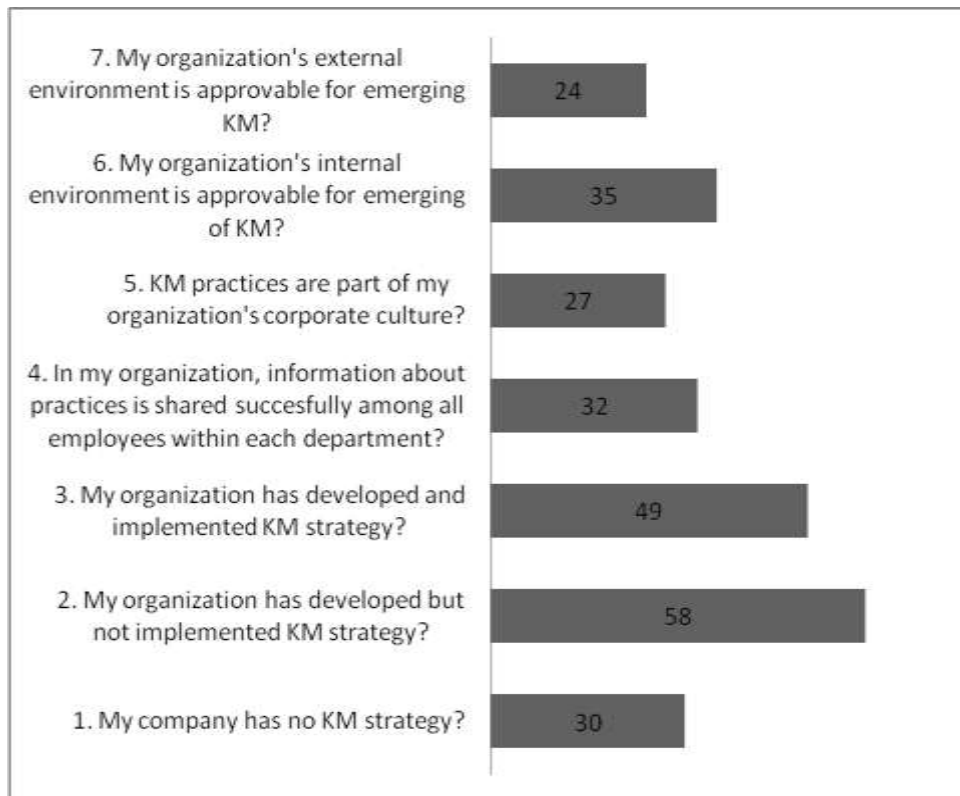 7. My organization's external
environment is approvable for emerging
KM?
24
6. My organization's internal
environment is approvable for emerging
of KM?
35
5. KM practices are part of my
organization's corporate culture?
27
4. In my organization, information about
practices is shared succesfully among all
employees within each department?
32
3. My organization has developed and
implemented KM strategy?
49
2. My organization has developed but
not implemented KM strategy?
58
1. My company has no KM strategy?
30